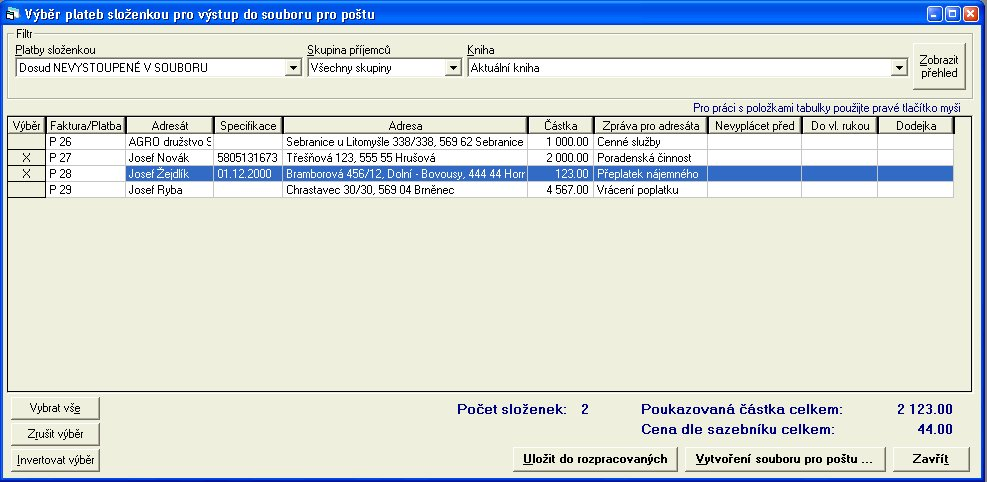 Výběr plateb složenkou pro výstup do souboru pro poštu
Filtr
Platby složenkou Skupina příjemců Kniha
Dosud NEVYSTOUPENÉ V SOUBORU Všechny skupiny Aktuální kniha
Zobrazit
přehled
Pro práci s položkami tabulky použijte pravé tlačítko myši
Výběr Faktura/Platba Adresát Specifikace Adresa Částka Zpráva pro adresáta Nevyplácet před Do vl. rukou Dodejka
P 26 AGRO družstvo S Sebranice u Litomyšle 338/338, 569 62 Sebranice 1 000.00 Cenné služby
X P 27 Josef Novák 5805131673 Třešňová 123, 555 55 Hrušová 2 000.00 Poradenská činnost
X P 28 Josef Žejdlík 01.12.2000 Bramborová 456/12, Dolní - Bovousy, 444 44 Horr 123.00 Přeplatek nájemného
P 29 Josef Ryba Chrastavec 30/30, 569 04 Brněnec 4 567.00 Vrácení poplatku
Vybrat vše
Zrušit výběr
Invertovat výběr
Počet složenek: 2 Poukazovaná částka celkem: 2 123.00
Cena dle sazebníku celkem: 44.00
Uložit do rozpracovaných Vytvoření souboru pro poštu ... Zavřít